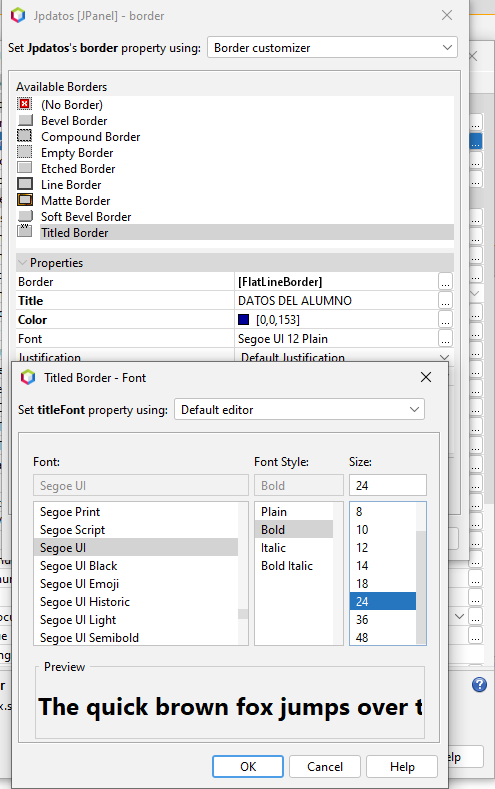 Jpdatos [JPanel] - border
Set Jpdatos's border property using: Border customizer
Available Borders
(No Border)
Bevel Border
Compound Border
Empty Border
Etched Border
Line Border
Matte Border
Soft Bevel Border
Titled Border
Properties
Border [FlatLineBorder] ...
Title DATOS DEL ALUMNO ...
Color [0,0,153] ...
Font Segoe UI 12 Plain ...
Justification Default Justification
Titled Border - Font
Set titleFont property using: Default editor
Font: Font Style: Size:
Segoe UI Bold 24
Segoe Print Plain 8
Segoe Script Bold 10
Segoe UI Italic 12
Segoe UI Black Bold Italic 14
Segoe UI Emoji 18
Segoe UI Historic 24
Segoe UI Light 36
Segoe UI Semibold 48
Preview
The quick brown fox jumps over t
OK Cancel Help